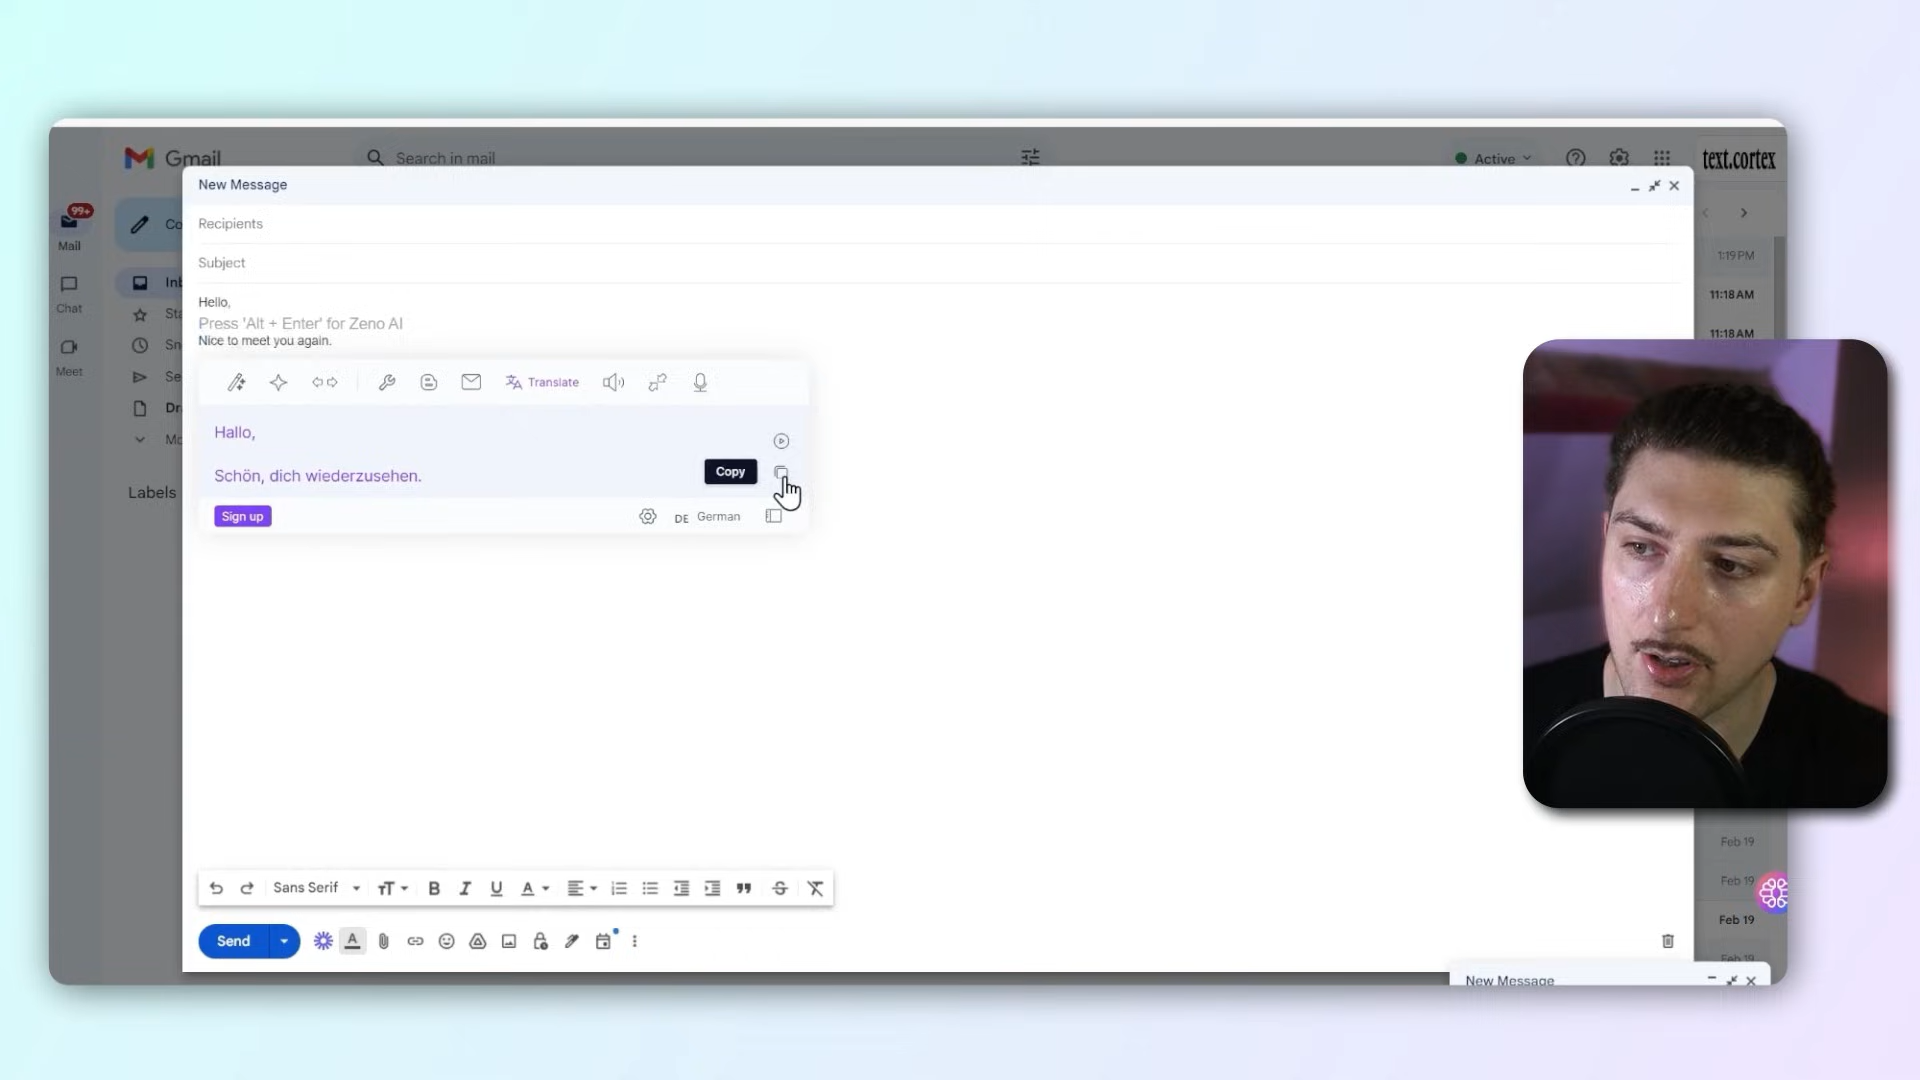 Gmail
Search in mail
Active
text.cortex
New Message
99+
Mail
Co
Recipients
Subject
1:19 PM
Chat
Inb
11:18 AM
Hello,
Press 'Alt + Enter' for Zeno AI
Nice to meet you again.
Sta
11:18 AM
Sn
Meet
Se
Translate
Dr
Hallo,
Mo
Schön, dich wiederzusehen.
Copy
Labels
Sign up
DE German
Feb 19
Feb 19
Sans Serif
Feb 19
Send
Feb 19
New Message